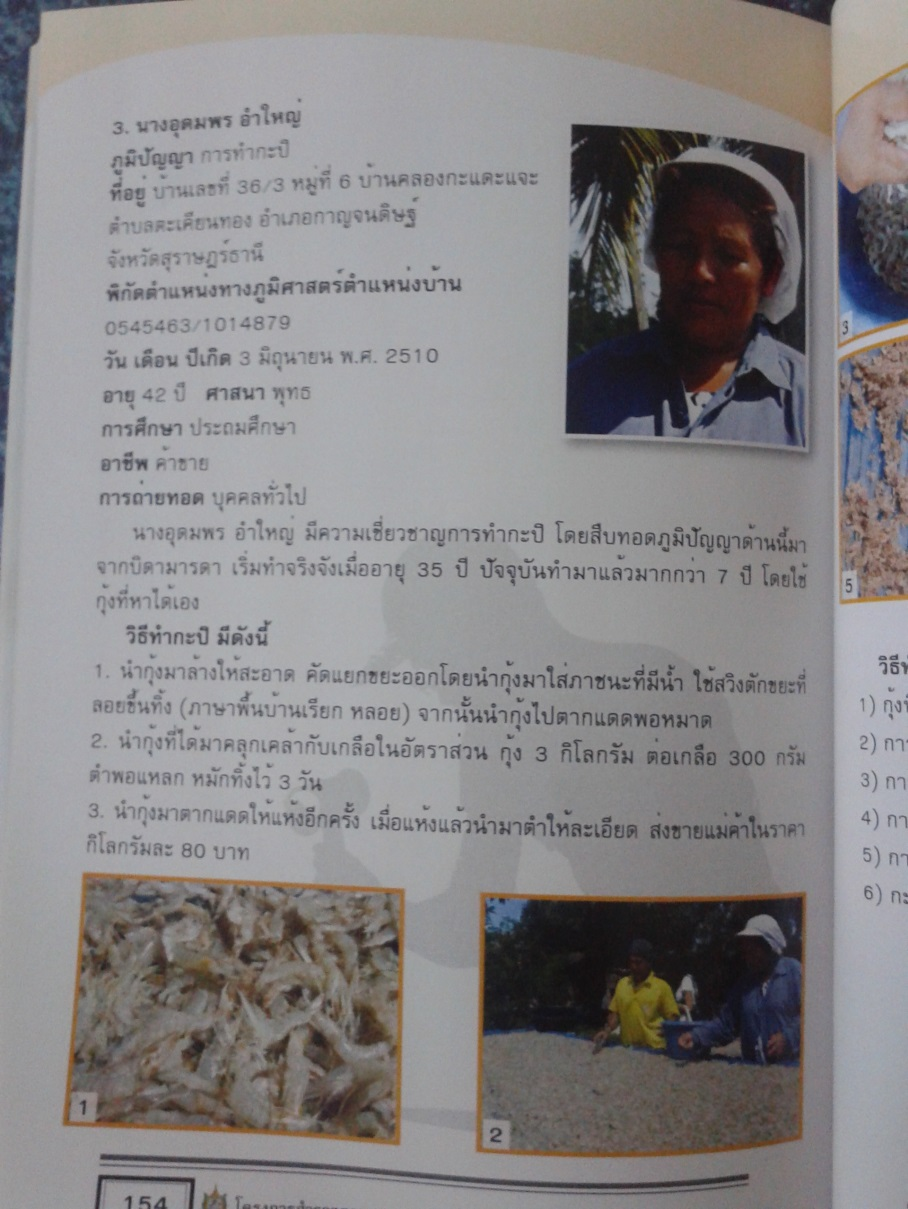 3. นางอุดมพร อำใหญ่
ภูมิปัญญา การทำกะปิ
ที่อยู่ บ้านเลขที่ 36/3 หมู่ที่ 6 บ้านคลองกะแดะแจะ
ตำบลตะเคียนทอง อำเภอกาญจนดิษฐ์
จังหวัดสุราษฎร์ธานี
พิกัดตำแหน่งทางภูมิศาสตร์ตำแหน่งบ้าน
0545463/1014879
วัน เดือน ปีเกิด 3 มิถุนายน พ.ศ. 2510
อายุ 42 ปี ศาสนา พุทธ
การศึกษา ประถมศึกษา
อาชีพ ค้าขาย
การถ่ายทอด บุคคลทั่วไป
นางอุดมพร อำใหญ่ มีความเชี่ยวชาญการทำกะปิ โดยสืบทอดภูมิปัญญาด้านนี้มา
จากบิดามารดา เริ่มทำจริงจังเมื่ออายุ 35 ปี ปัจจุบันทำมาแล้วมากกว่า 7 ปี โดยใช้
กุ้งที่หาได้เอง
วิธีทำกะปิ มีดังนี้
1. นำกุ้งมาล้างให้สะอาด คัดแยกขยะออกโดยนำกุ้งมาใส่ภาชนะที่มีน้ำ ใช้สวิงตักขยะที่
ลอยขึ้นทิ้ง (ภาษาพื้นบ้านเรียก หลอย) จากนั้นนำกุ้งไปตากแดดพอหมาด
2. นำกุ้งที่ได้มาคลุกเคล้ากับเกลือในอัตราส่วน กุ้ง 3 กิโลกรัม ต่อเกลือ 300 กรัม
ตำพอแหลก หมักทิ้งไว้ 3 วัน
3. นำกุ้งมาตากแดดให้แห้งอีกครั้ง เมื่อแห้งแล้วนำมาตำให้ละเอียด ส่งขายแม่ค้าในราคา
กิโลกรัมละ 80 บาท
1
2
154
3
5
1) กุ้ง
2)
3)
4)
5)
6)